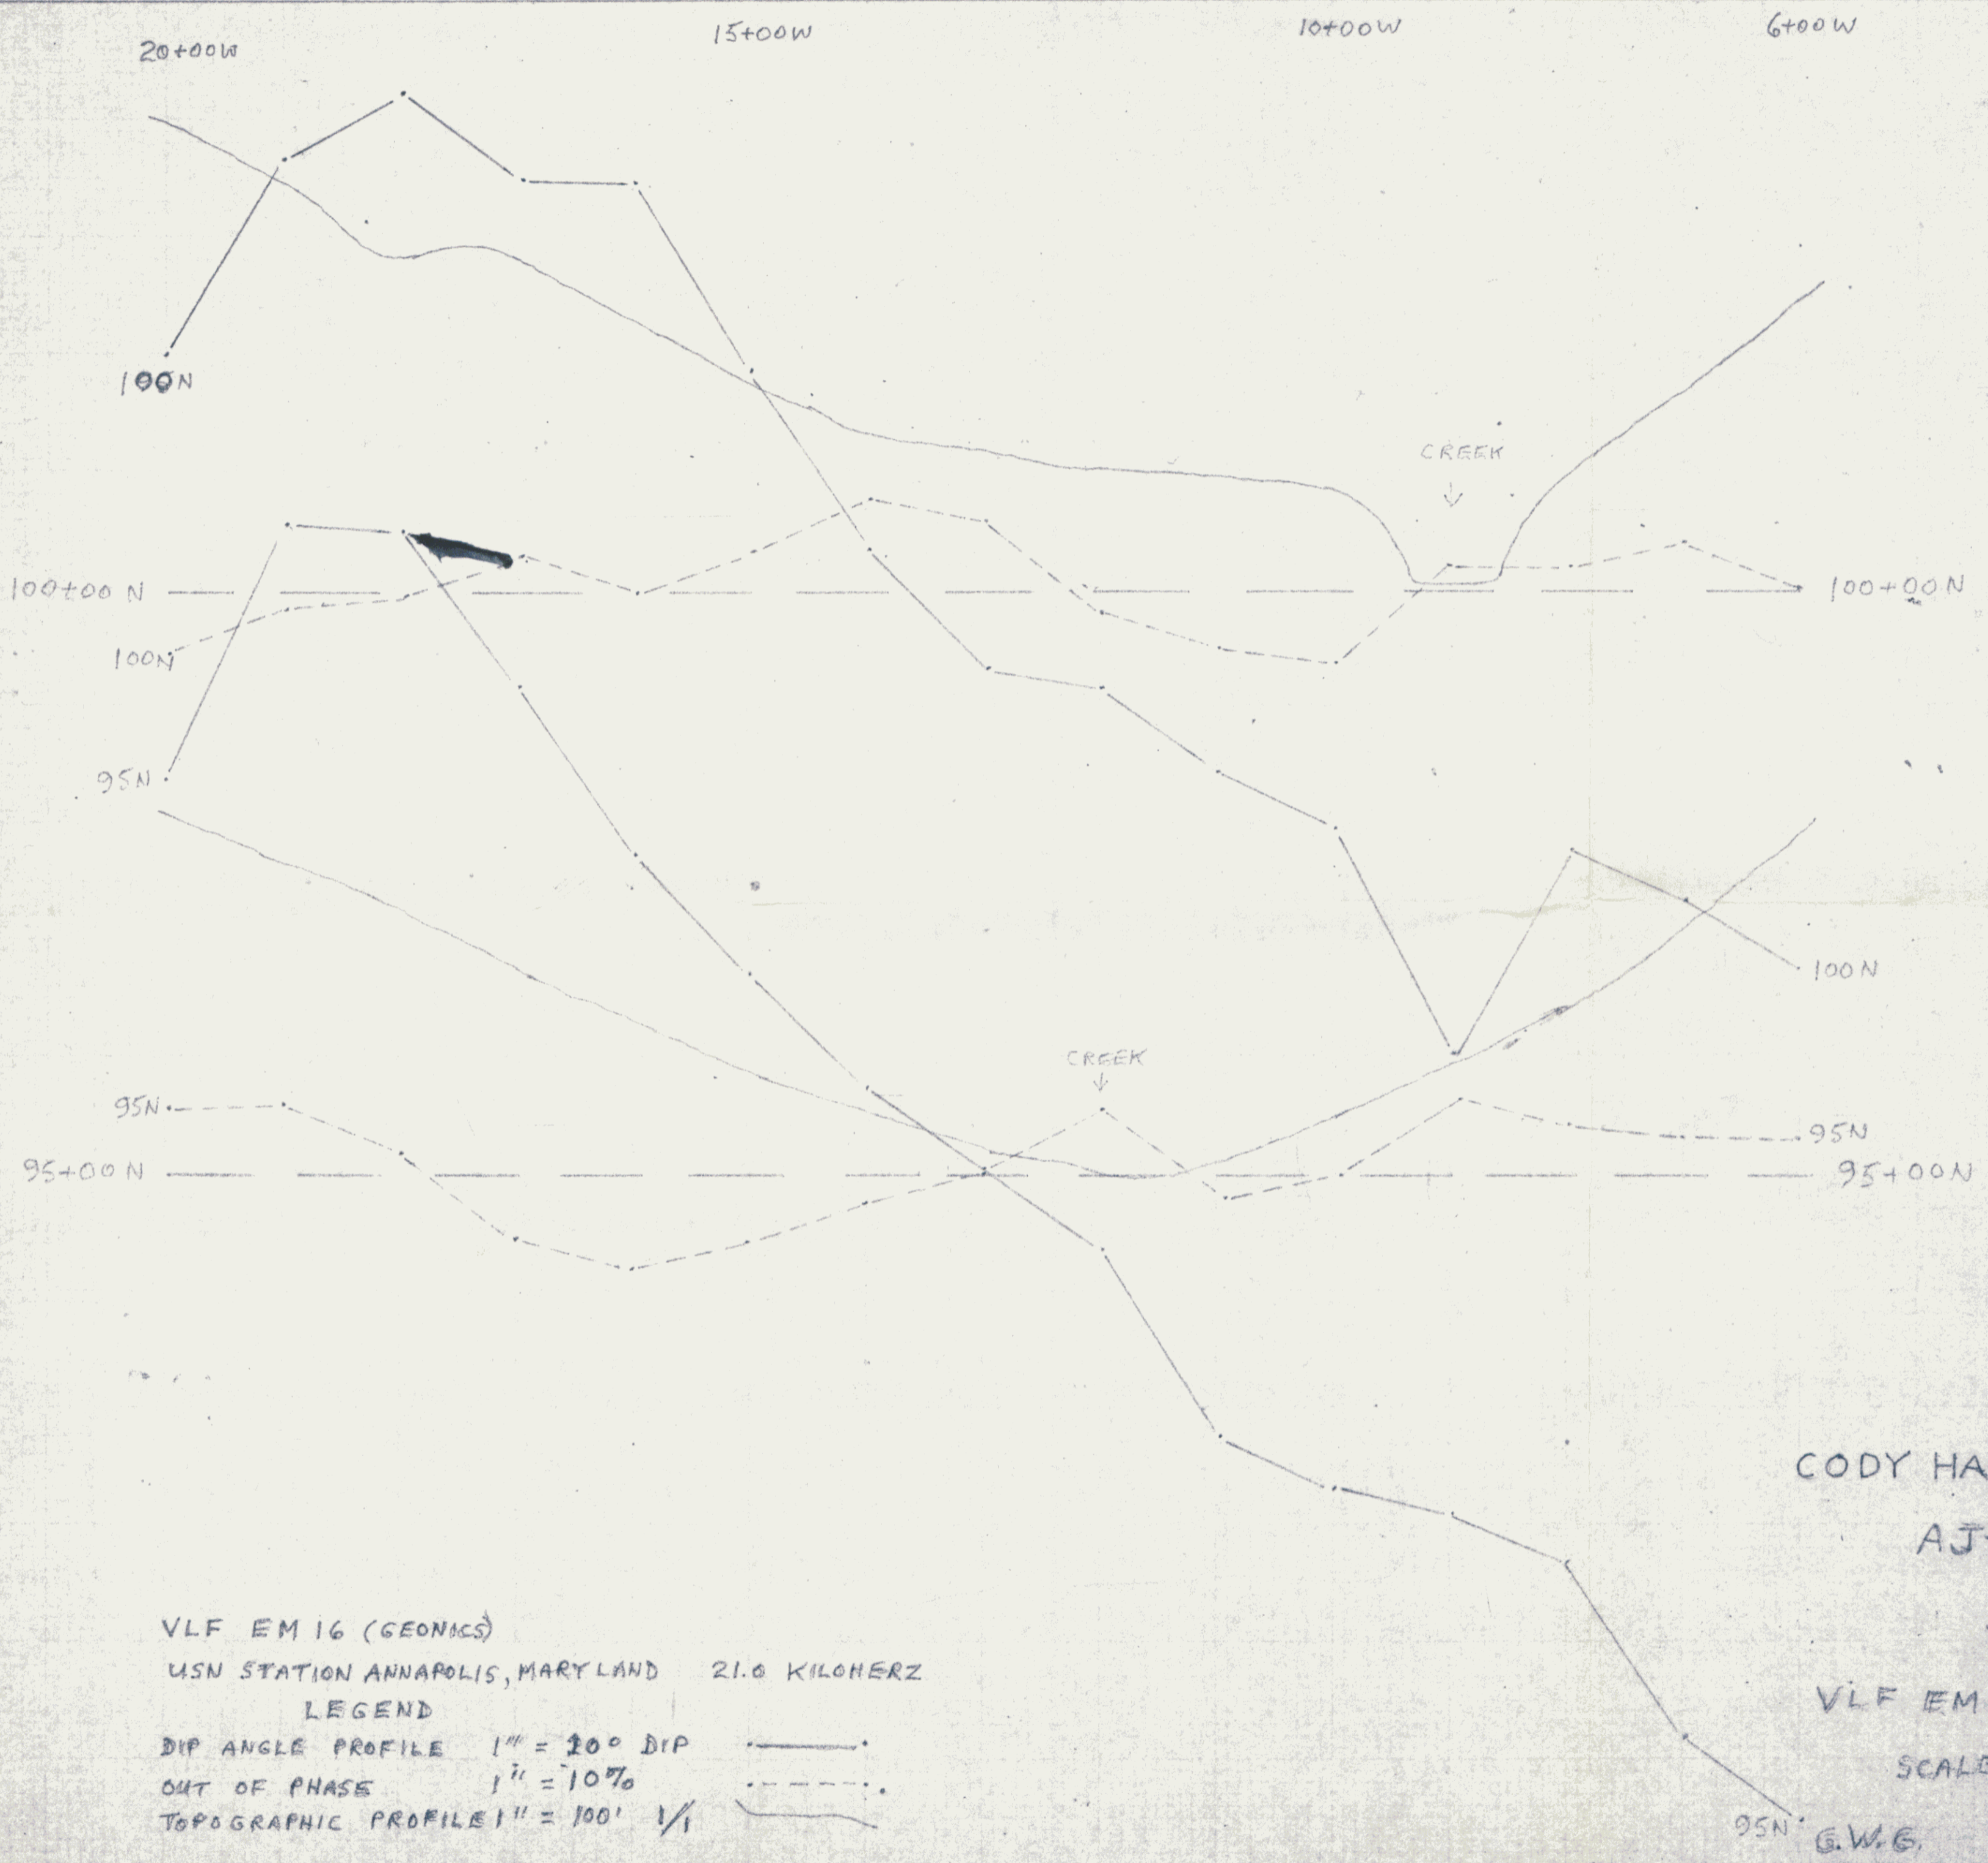 20+00W 15+00W 10+00W 6+00W
100N
CREEK
100+00 N 100+00N
100N
95N
100N
CREEK
95N 95N
95+00N 95+00N
CODY HA
AJ
VLF EM 16 (GEONICS)
USN STATION ANNAPOLIS, MARYLAND 21.0 KILOHERZ
LEGEND
VLF EM
DIP ANGLE PROFILE 1" = 20° DIP
SCALE
OUT OF PHASE 1" = 10%
TOPOGRAPHIC PROFILE 1" = 100' 1/1
95N G.W.G.